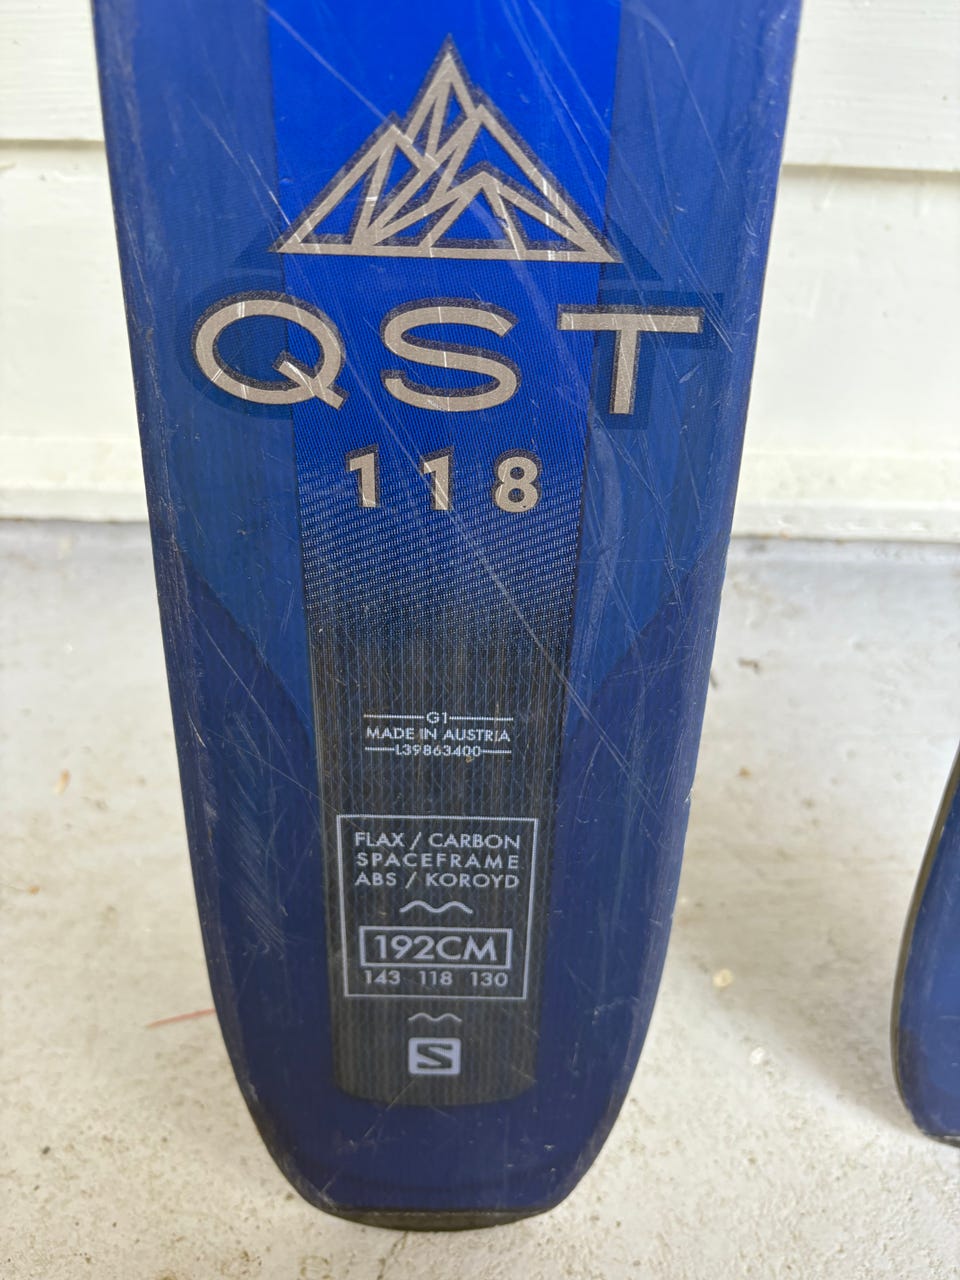 QST
118
G1
MADE IN AUSTRIA
L39863400
FLAX / CARBON
SPACEFRAME
ABS / KOROYD
192CM
143 118 130
S